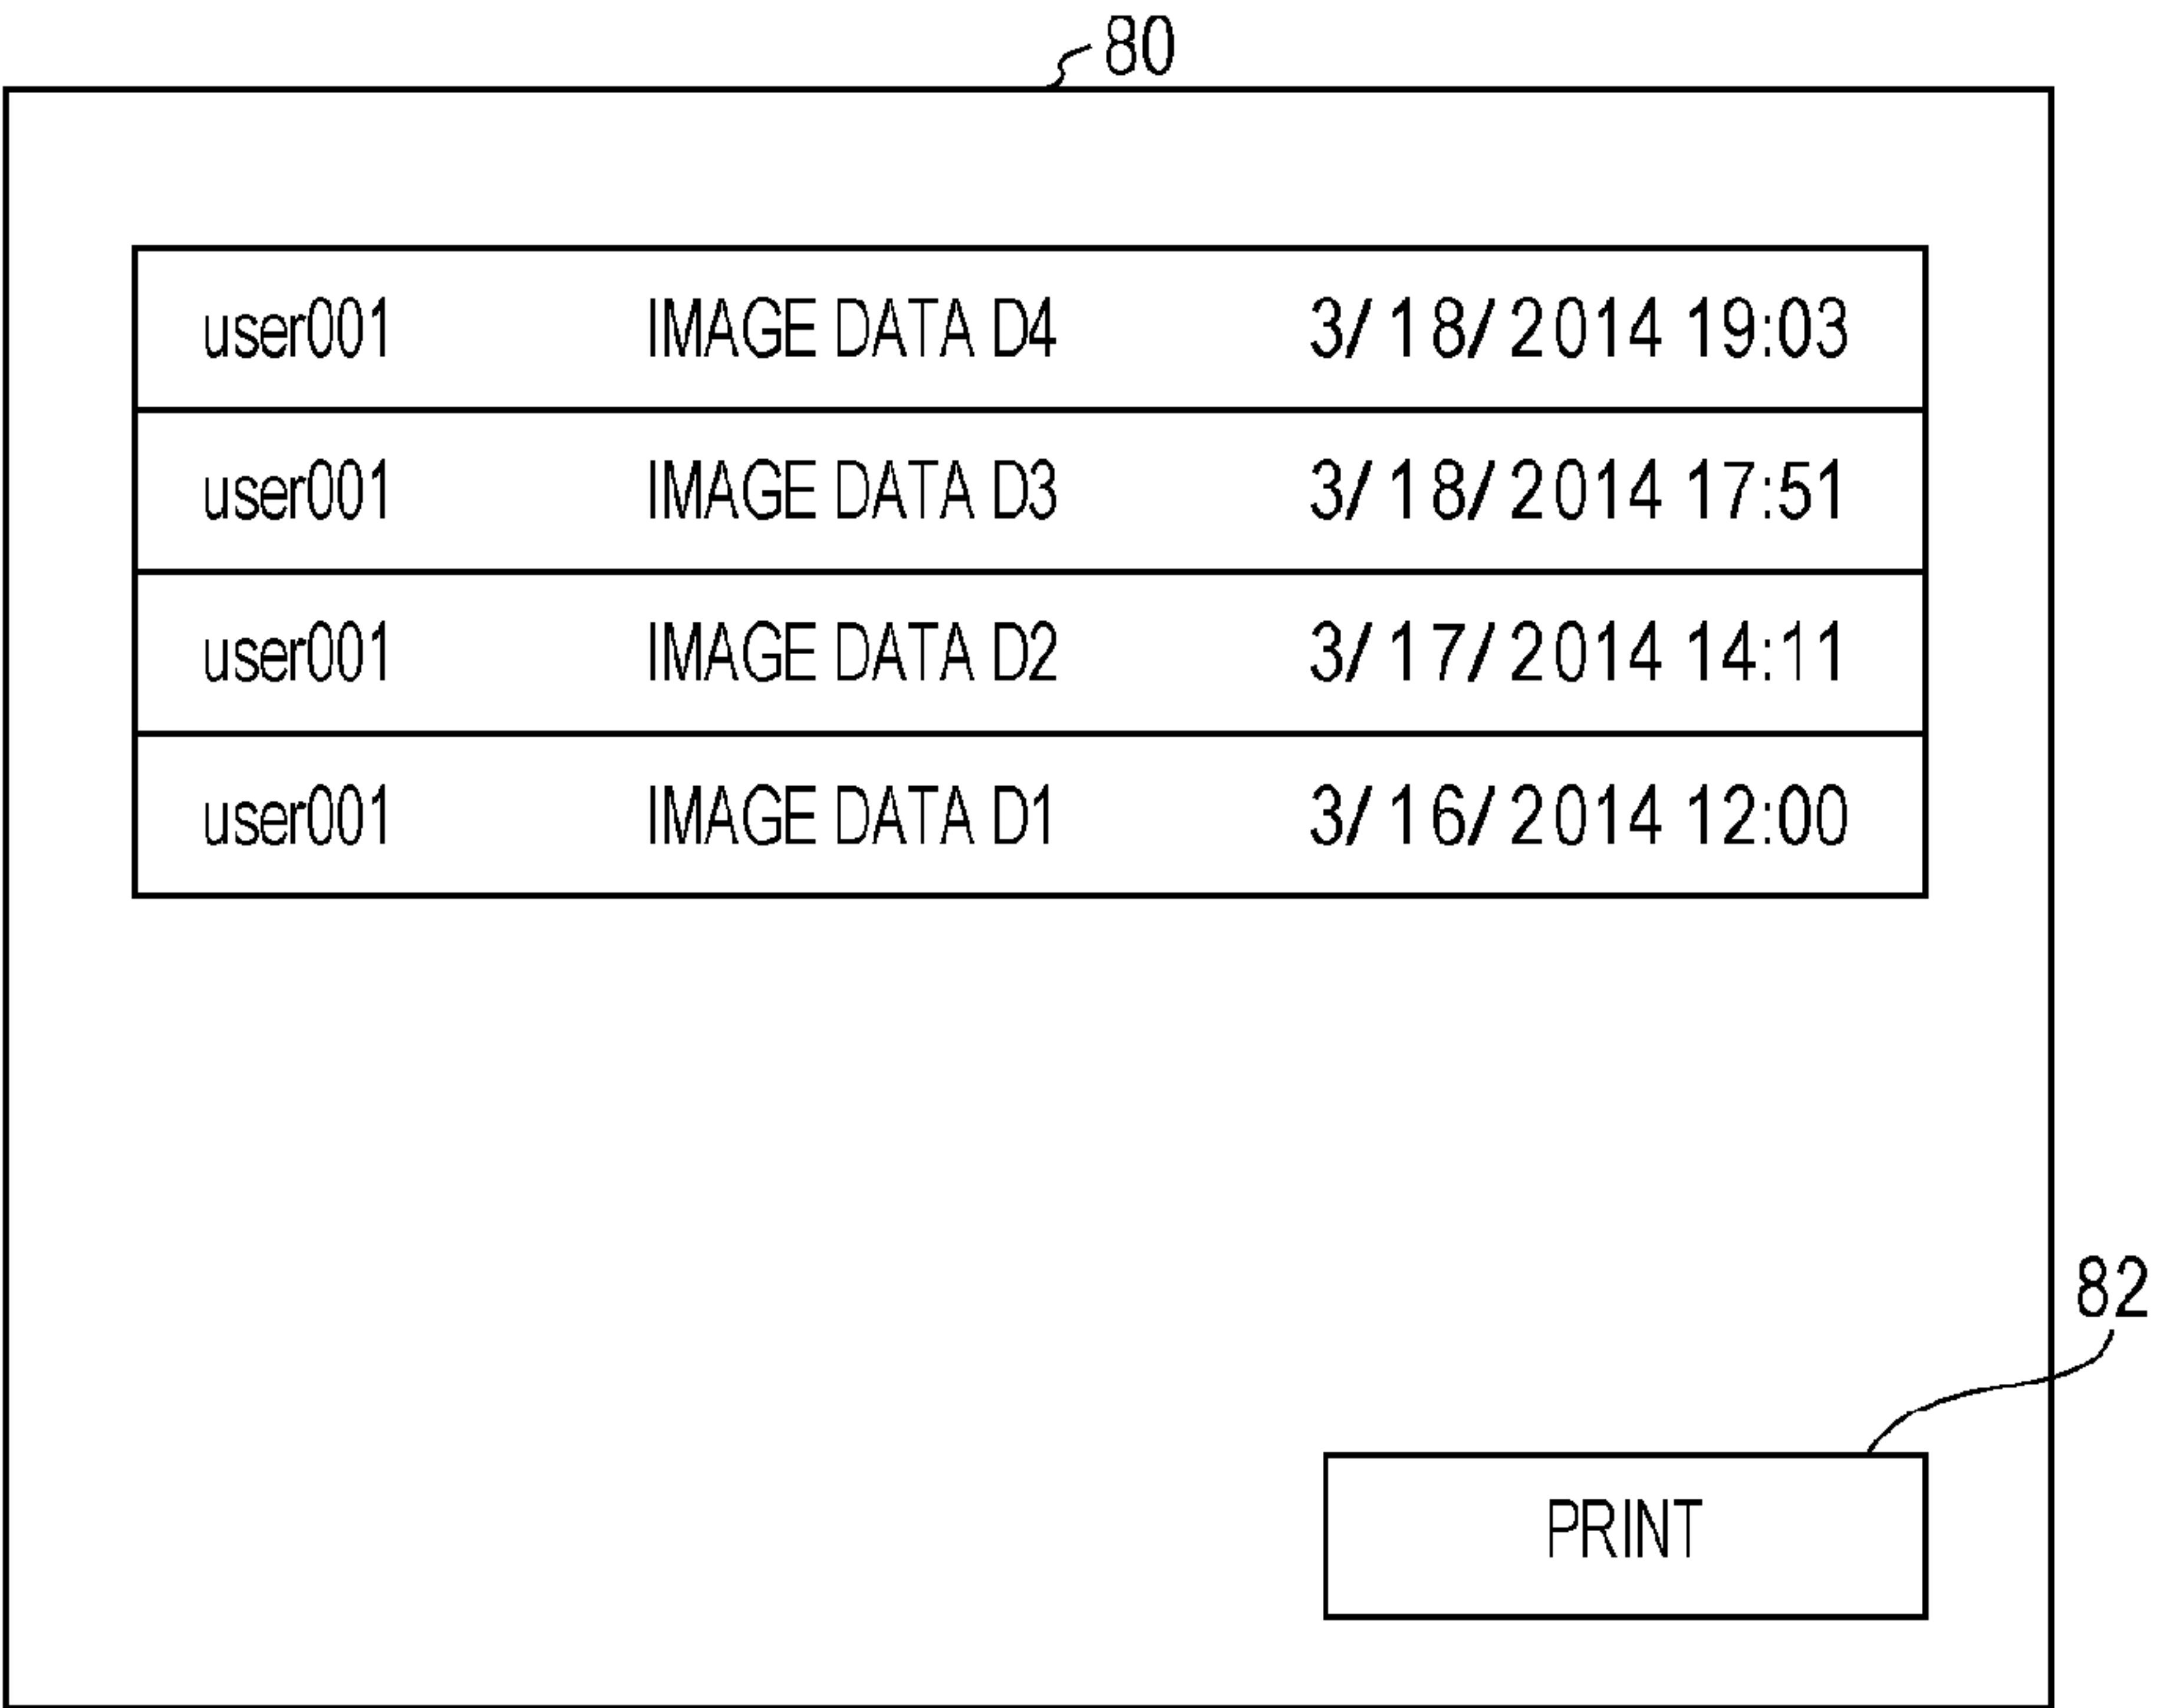 80
user001 IMAGE DATA D4 3/18/2014 19:03
user001 IMAGE DATA D3 3/18/2014 17:51
user001 IMAGE DATA D2 3/17/2014 14:11
user001 IMAGE DATA D1 3/16/2014 12:00
82
PRINT